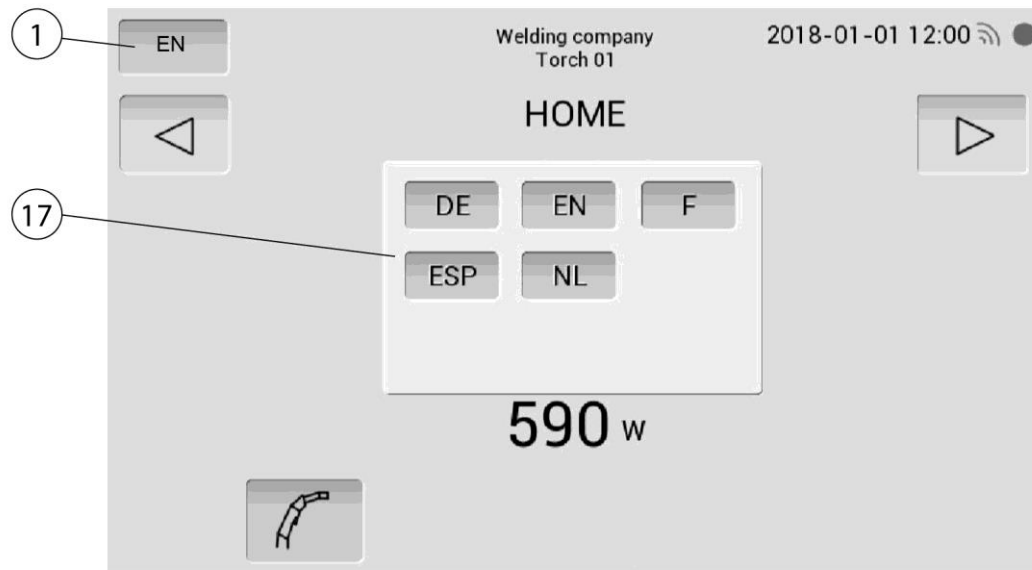 1
EN
Welding company
Torch 01
2018-01-01 12:00
HOME
17
DE EN F
ESP NL
590 W